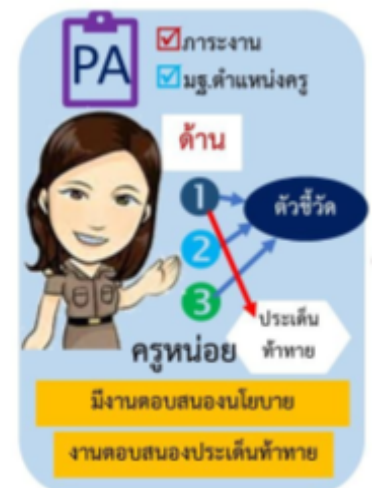 PA
ภาระงาน
มฐ.ตำแหน่งครู
ด้าน
1
ตัวชี้วัด
2
3
ประเด็น
ท้าทาย
ครูหน่อย
มีงานตอบสนองนโยบาย
งานตอบสนองประเด็นท้าทาย